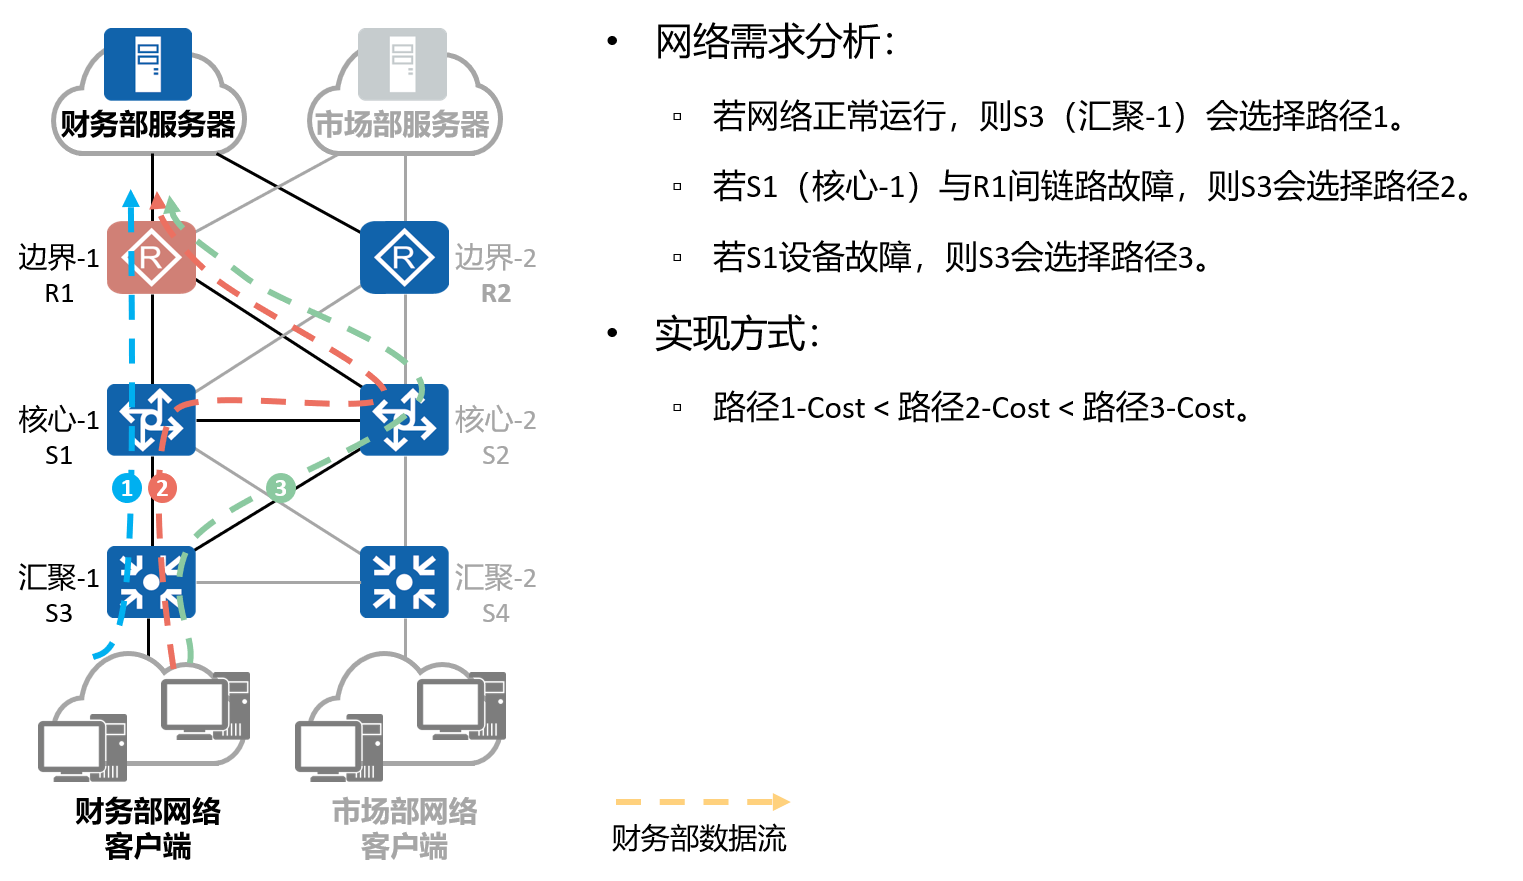 财务部服务器
市场部服务器
边界-1
R1
R
R
边界-2
R2
核心-1
S1
核心-2
S2
1
2
3
汇聚-1
S3
汇聚-2
S4
财务部网络
客户端
市场部网络
客户端
• 网络需求分析：
▫ 若网络正常运行，则S3（汇聚-1）会选择路径1。
▫ 若S1（核心-1）与R1间链路故障，则S3会选择路径2。
▫ 若S1设备故障，则S3会选择路径3。
• 实现方式：
▫ 路径1-Cost < 路径2-Cost < 路径3-Cost。
财务部数据流